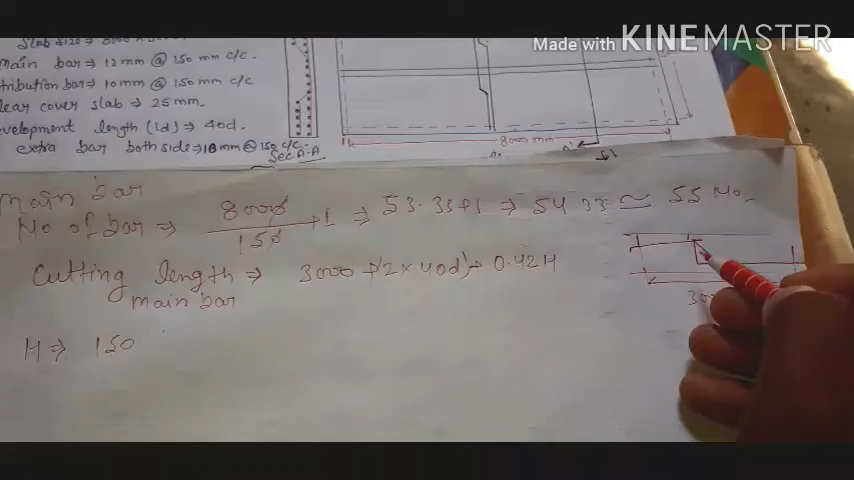 Made with KINEMASTER
Slab size ⇒ 8000 x
Main bar ⇒ 12 mm @ 150 mm c/c.
tribution bar ⇒ 10 mm @ 150 mm c/c
lear cover slab ⇒ 25 mm.
evelopment length (Ld) ⇒ 40d.
extra bar both side ⇒ 10 mm @ 150 c/c.
Sec A-A
8000 mm
Main bar
No of bar ⇒ 8000/150 +1 ⇒ 53.33+1 ⇒ 54.33 ≃ 55 No.
Cutting length ⇒ 3000 + (2 x 40d) + 0.42H
main bar
H ⇒ 150